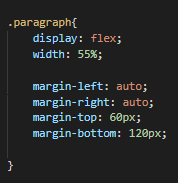 .paragraph{
display: flex;
width: 55%;
margin-left: auto;
margin-right: auto;
margin-top: 60px;
margin-bottom: 120px;
}